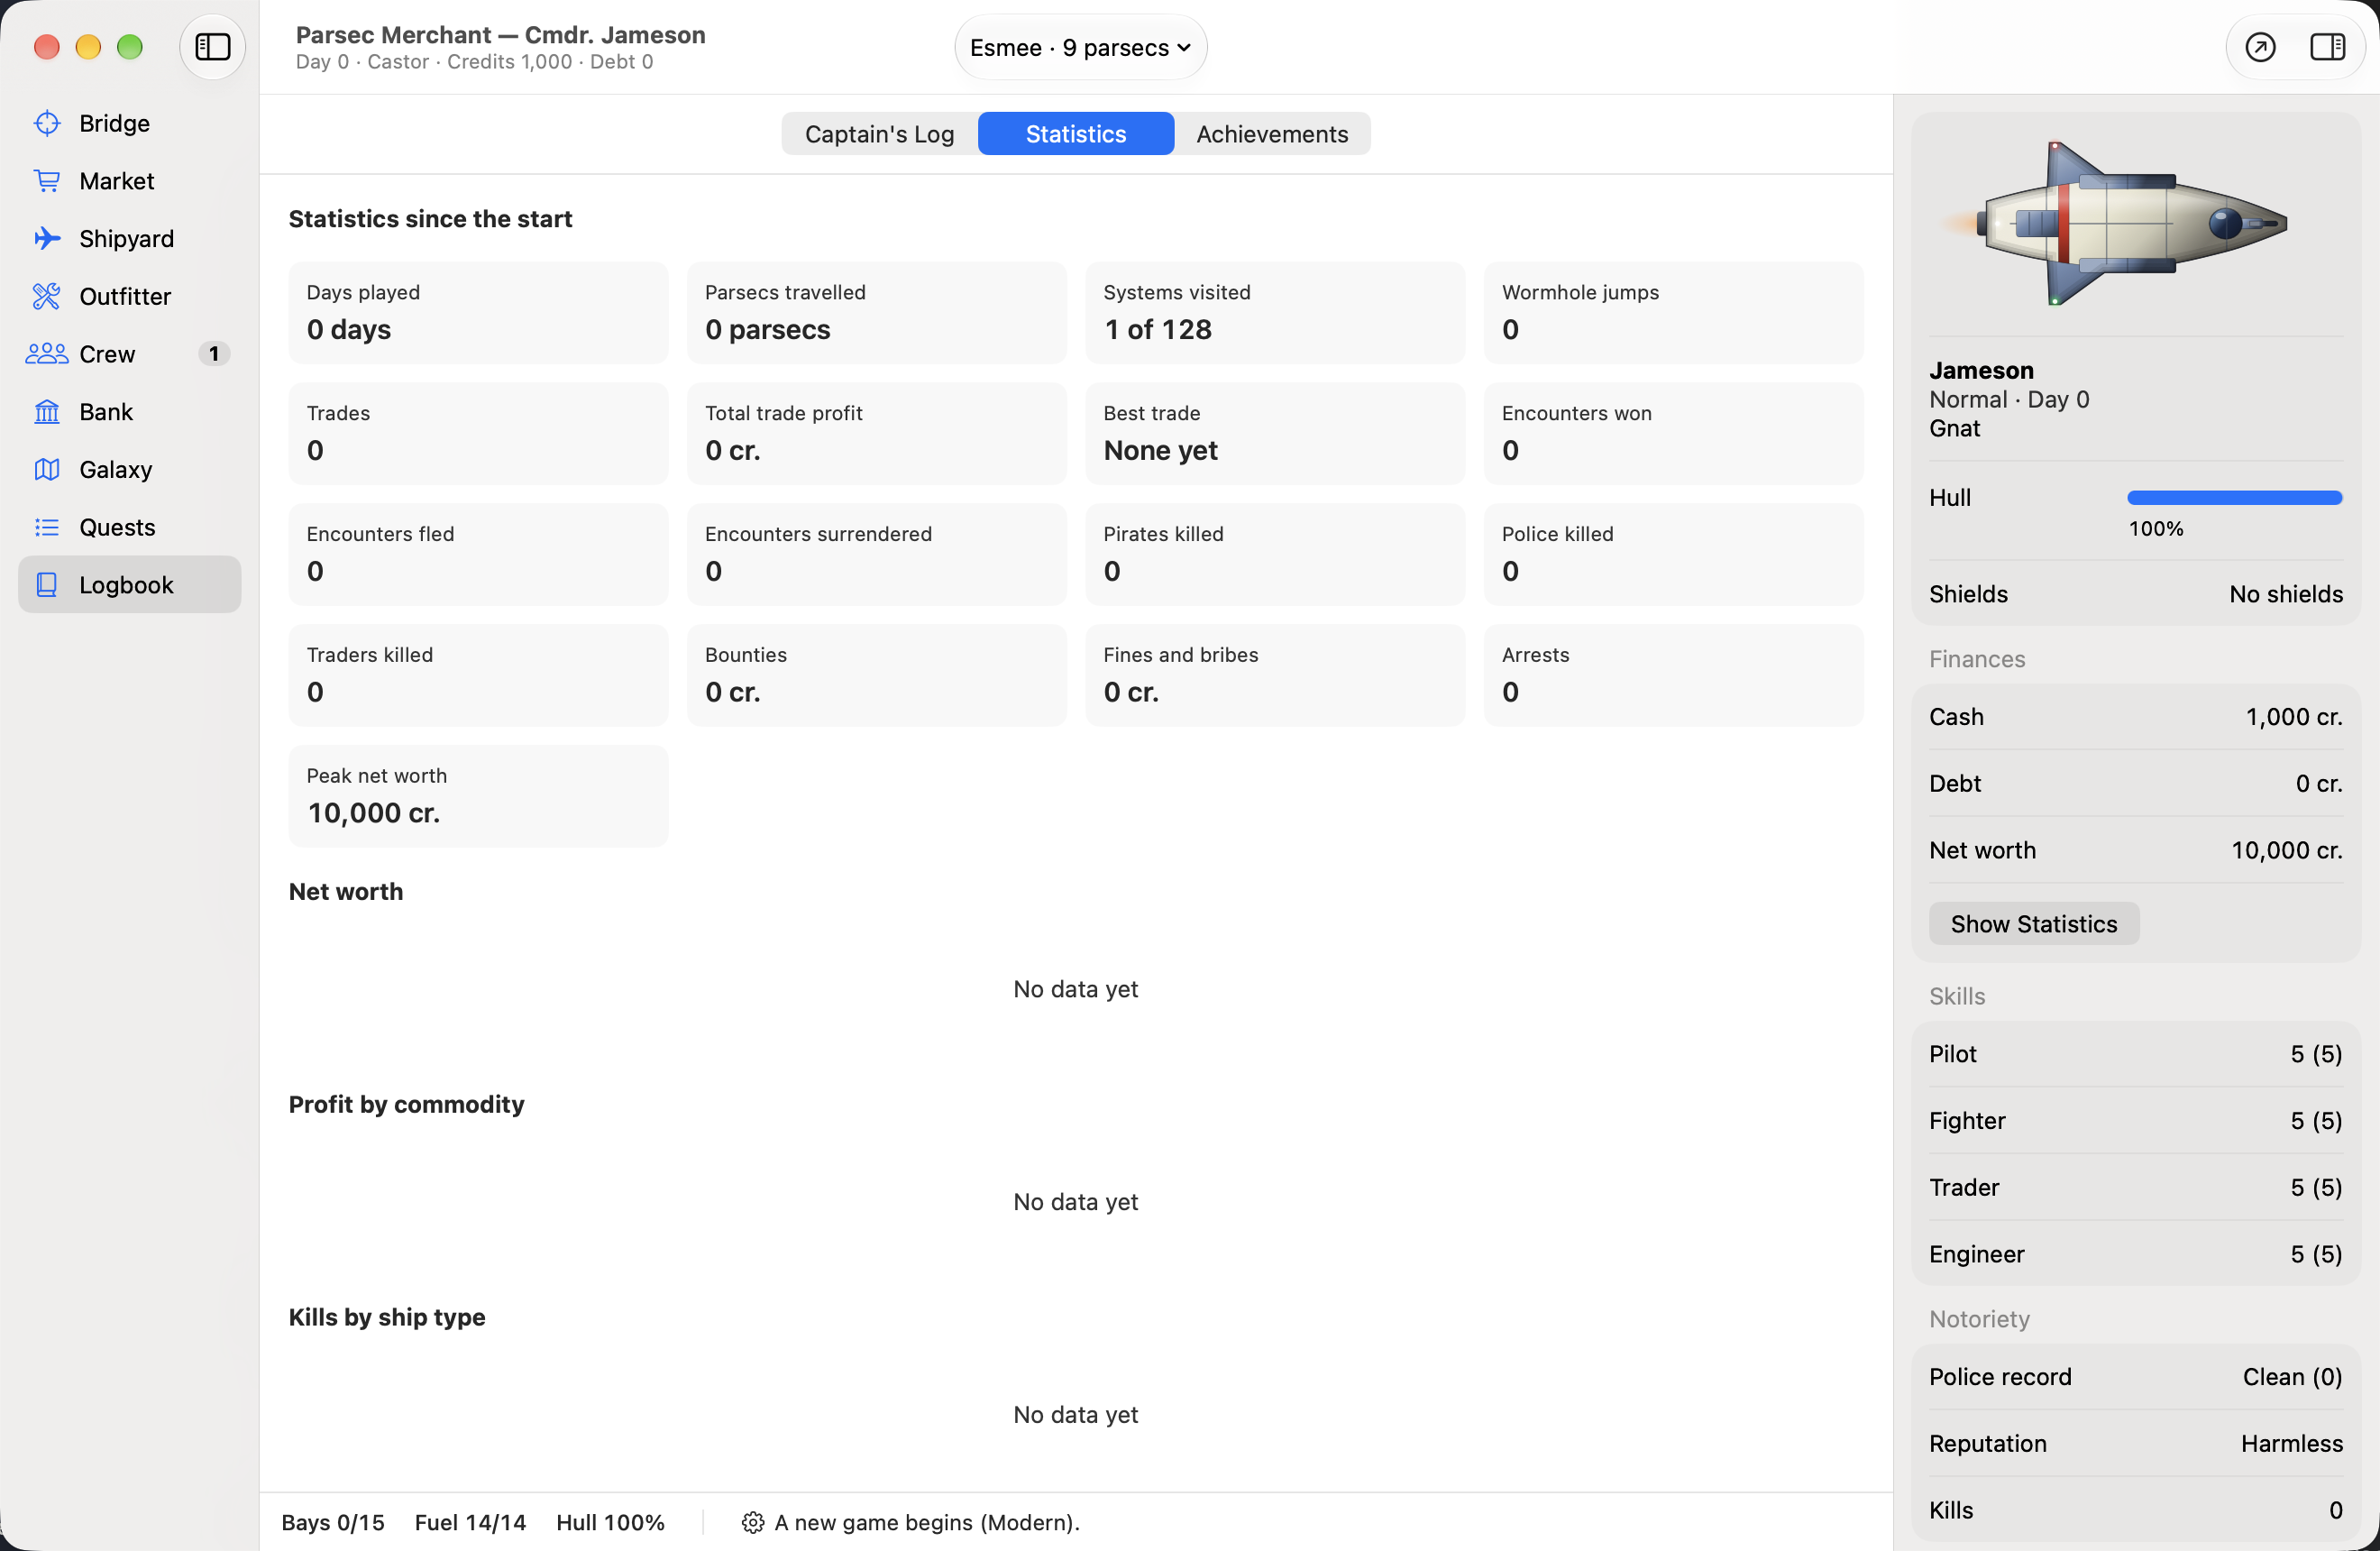 Parsec Merchant — Cmdr. Jameson
Day 0 · Castor · Credits 1,000 · Debt 0
Esmee · 9 parsecs
Bridge
Market
Shipyard
Outfitter
Crew 1
Bank
Galaxy
Quests
Logbook
Captain's Log Statistics Achievements
Statistics since the start
Days played
0 days
Parsecs travelled
0 parsecs
Systems visited
1 of 128
Wormhole jumps
0
Trades
0
Total trade profit
0 cr.
Best trade
None yet
Encounters won
0
Encounters fled
0
Encounters surrendered
0
Pirates killed
0
Police killed
0
Traders killed
0
Bounties
0 cr.
Fines and bribes
0 cr.
Arrests
0
Peak net worth
10,000 cr.
Net worth
No data yet
Profit by commodity
No data yet
Kills by ship type
No data yet
Bays 0/15 Fuel 14/14 Hull 100% A new game begins (Modern).
Jameson
Normal · Day 0
Gnat
Hull
100%
Shields No shields
Finances
Cash 1,000 cr.
Debt 0 cr.
Net worth 10,000 cr.
Show Statistics
Skills
Pilot 5 (5)
Fighter 5 (5)
Trader 5 (5)
Engineer 5 (5)
Notoriety
Police record Clean (0)
Reputation Harmless
Kills 0